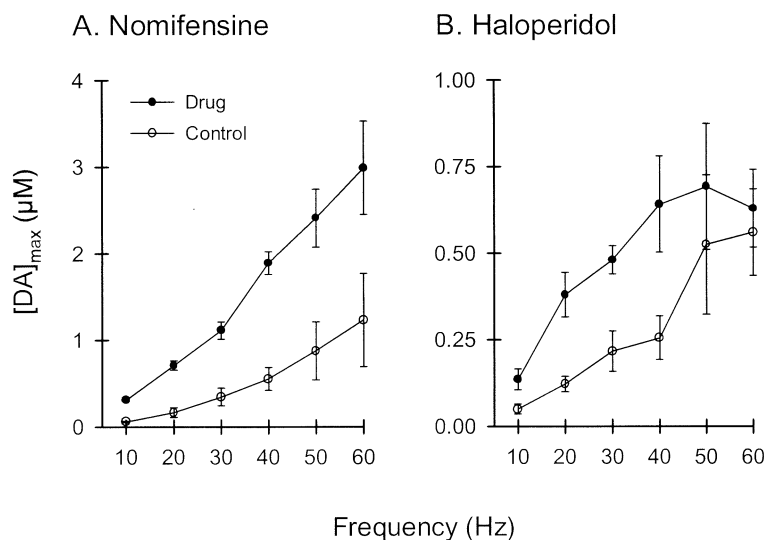 A. Nomifensine
B. Haloperidol
4
3
2
1
0
Drug
Control
1.00
0.75
0.50
0.25
0.00
[DA]max (μM)
10 20 30 40 50 60
10 20 30 40 50 60
Frequency (Hz)